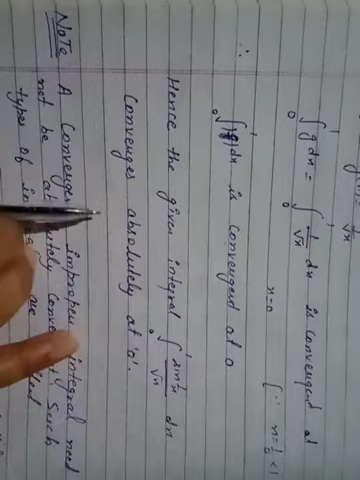 1/√x
∫₀¹ g dx = ∫₀¹ 1/√x dx is convergent at
x=0 {∵ n=½<1
∴ ∫₀¹ |f| dx is convergent at 0
Hence the given integral ∫₀¹ sin 1/x / √x dx
Converges absolutely at '0'.
Note A Convergent improper integral need
not be absolutely convergent. Such
types of